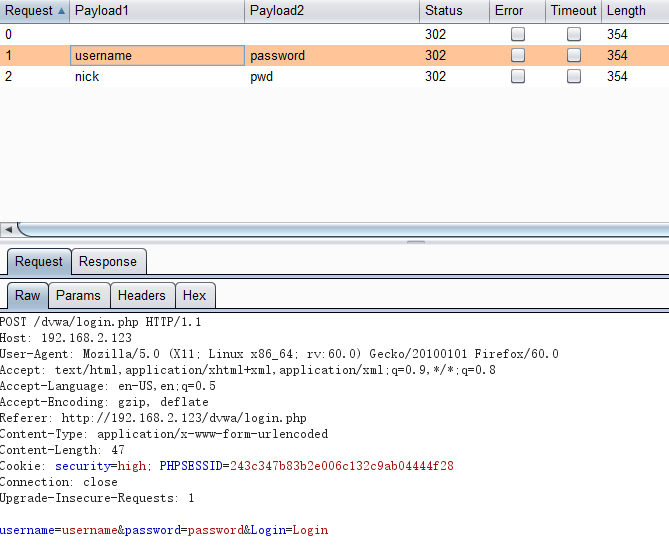 Request Payload1 Payload2 Status Error Timeout Length
0 302 354
1 username password 302 354
2 nick pwd 302 354
Request Response
Raw Params Headers Hex
POST /dvwa/login.php HTTP/1.1
Host: 192.168.2.123
User-Agent: Mozilla/5.0 (X11; Linux x86_64; rv:60.0) Gecko/20100101 Firefox/60.0
Accept: text/html,application/xhtml+xml,application/xml;q=0.9,*/*;q=0.8
Accept-Language: en-US,en;q=0.5
Accept-Encoding: gzip, deflate
Referer: http://192.168.2.123/dvwa/login.php
Content-Type: application/x-www-form-urlencoded
Content-Length: 47
Cookie: security=high; PHPSESSID=243c347b83b2e006c132c9ab04444f28
Connection: close
Upgrade-Insecure-Requests: 1
username=username&password=password&Login=Login